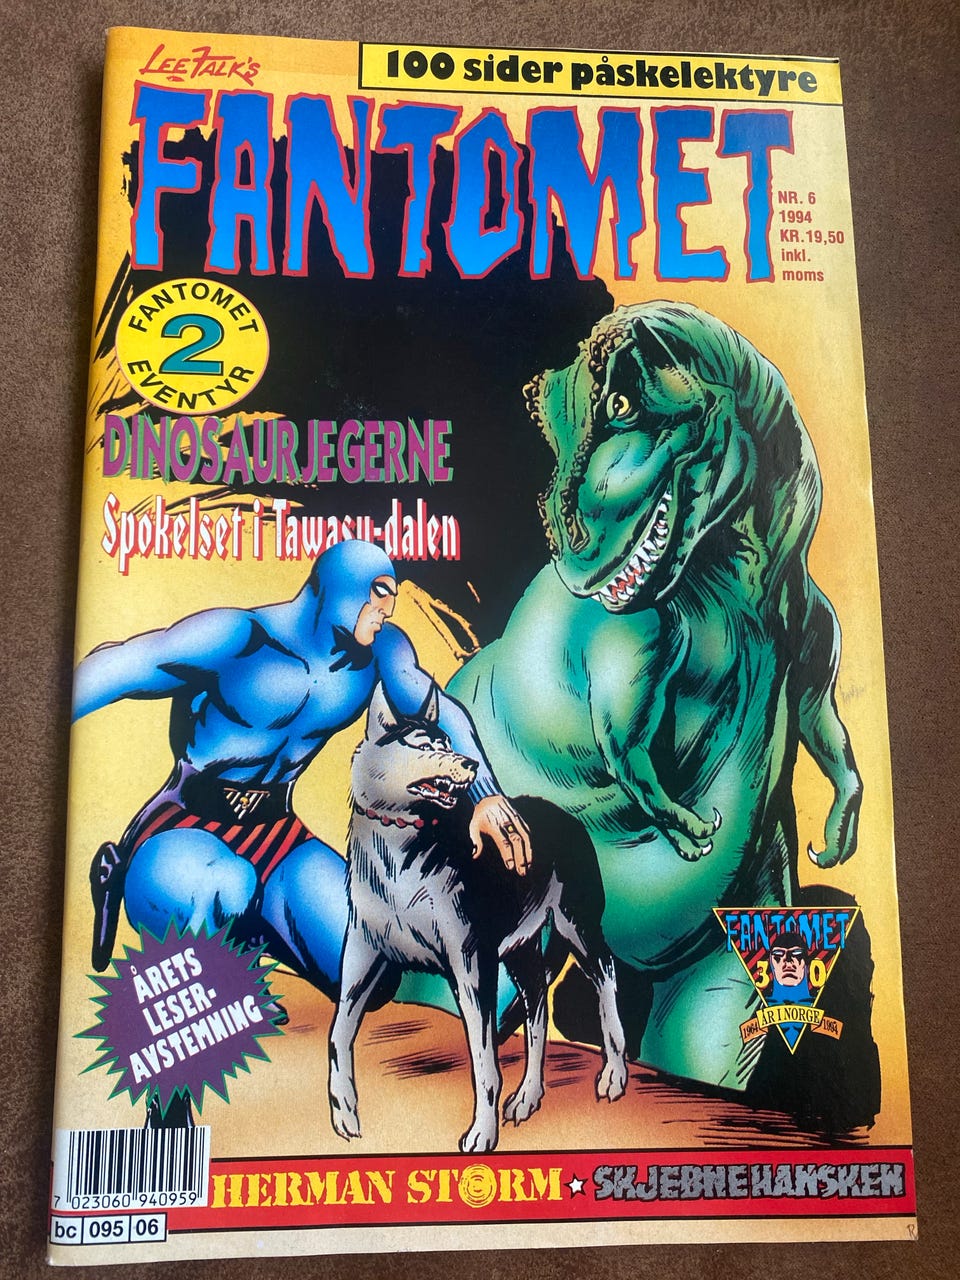 LEE FALK'S
100 sider påskelektyre
FANTOMET
NR. 6
1994
KR.19,50
inkl.
moms
FANTOMET
2
EVENTYR
DINOSAURJEGERNE
Spøkelset i Tawasu-dalen
FANTOMET
30
1964 ÅR I NORGE 1994
ÅRETS
LESER-
AVSTEMNING
7 023060 940959
bc 095 06
HERMAN STORM ★ SKJEBNEHANSKEN